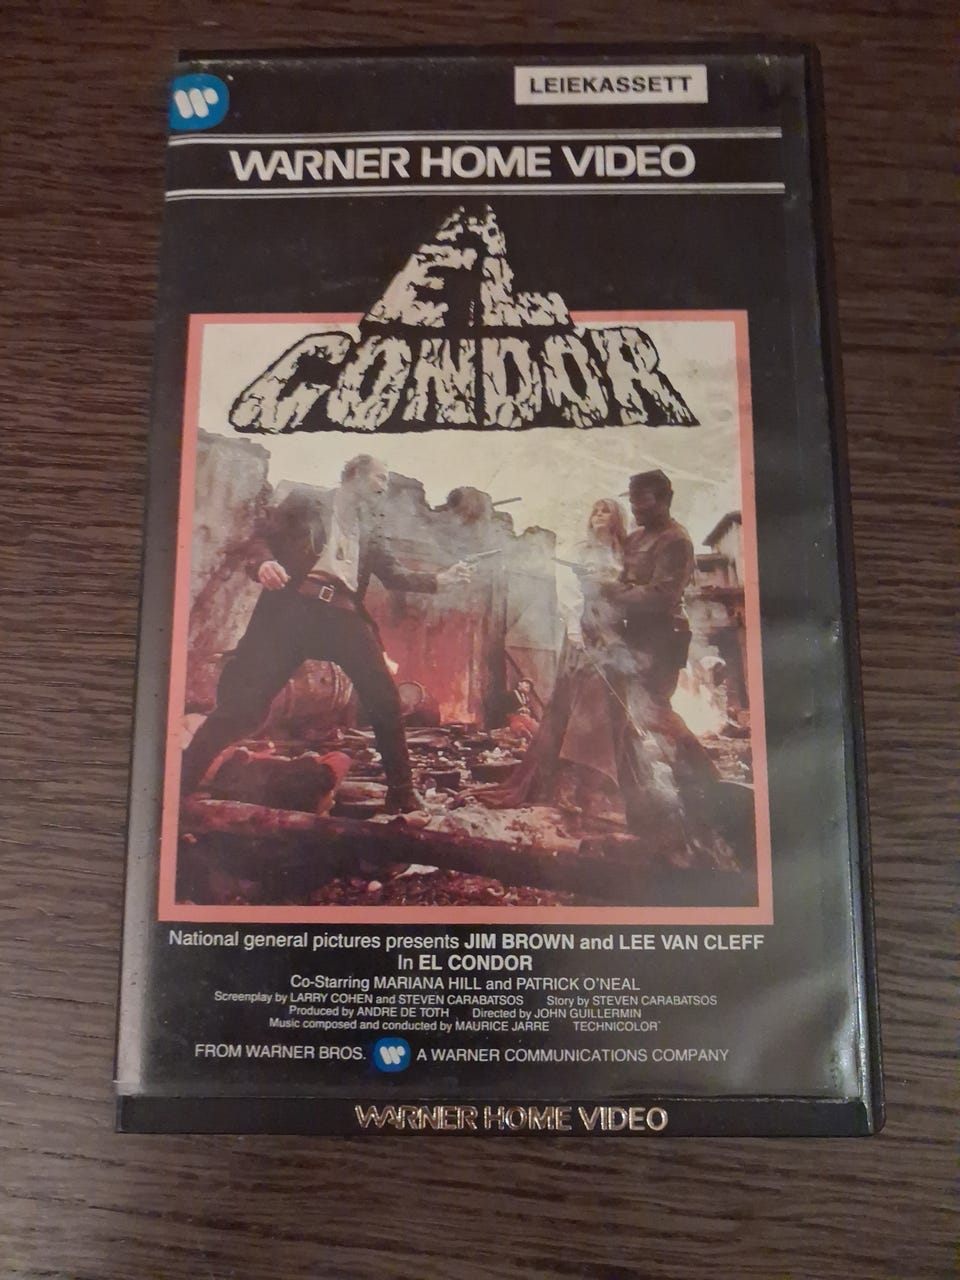 LEIEKASSETT
WARNER HOME VIDEO
EL
CONDOR
National general pictures presents JIM BROWN and LEE VAN CLEFF
In EL CONDOR
Co-Starring MARIANA HILL and PATRICK O'NEAL
Screenplay by LARRY COHEN and STEVEN CARABATSOS Story by STEVEN CARABATSOS
Produced by ANDRE DE TOTH Directed by JOHN GUILLERMIN
Music composed and conducted by MAURICE JARRE TECHNICOLOR
FROM WARNER BROS. A WARNER COMMUNICATIONS COMPANY
WARNER HOME VIDEO